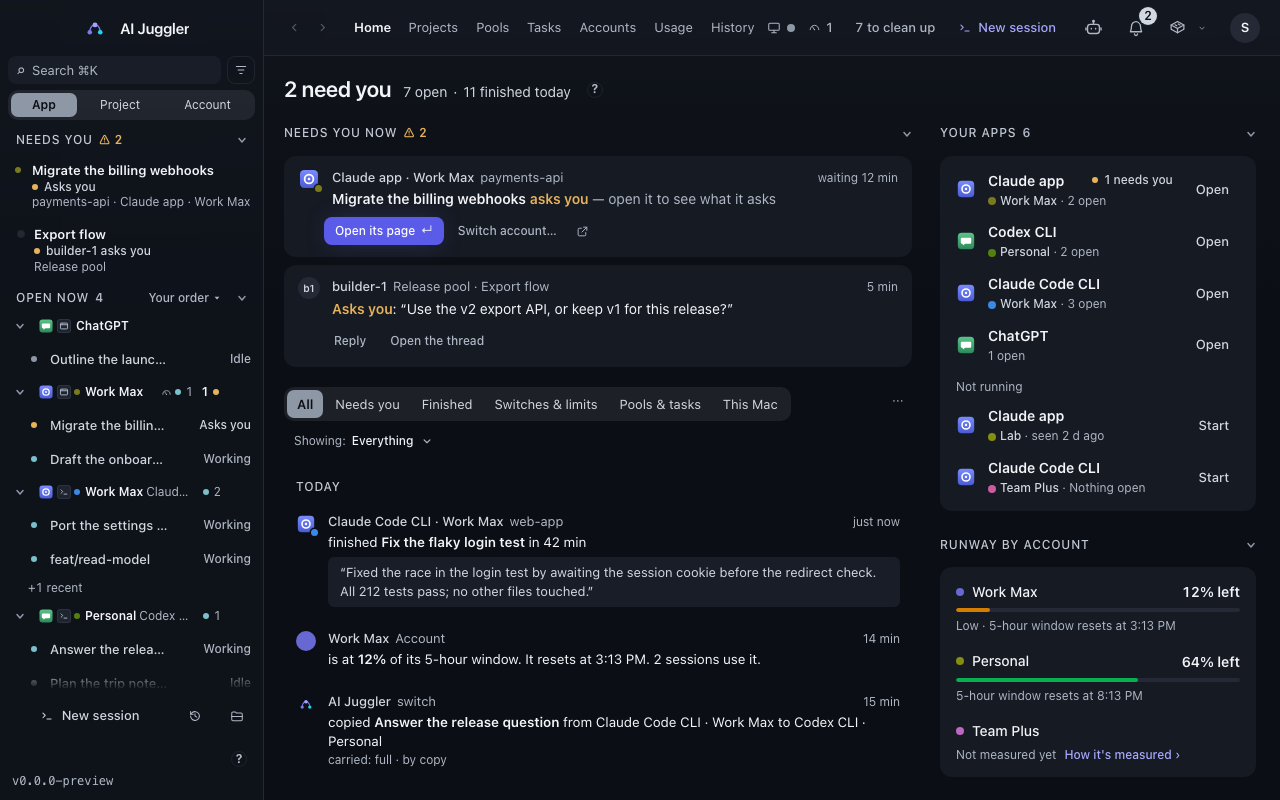 AI Juggler
Search ⌘K
App Project Account
NEEDS YOU 2
Migrate the billing webhooks
Asks you
payments-api · Claude app · Work Max
Export flow
builder-1 asks you
Release pool
OPEN NOW 4 Your order
ChatGPT
Outline the launc... Idle
Work Max 1 1
Migrate the billin... Asks you
Draft the onboar... Working
Work Max Claud... 2
Port the settings ... Working
feat/read-model Working
+1 recent
Personal Codex ... 1
Answer the relea... Working
Plan the trip note... Idle
New session
?
v0.0.0-preview
Home Projects Pools Tasks Accounts Usage History 1 7 to clean up New session 2 S
2 need you 7 open · 11 finished today ?
NEEDS YOU NOW 2
Claude app · Work Max payments-api waiting 12 min
Migrate the billing webhooks asks you — open it to see what it asks
Open its page Switch account...
b1 builder-1 Release pool · Export flow 5 min
Asks you: “Use the v2 export API, or keep v1 for this release?”
Reply Open the thread
All Needs you Finished Switches & limits Pools & tasks This Mac ...
Showing: Everything
TODAY
Claude Code CLI · Work Max web-app just now
finished Fix the flaky login test in 42 min
“Fixed the race in the login test by awaiting the session cookie before the redirect check.
All 212 tests pass; no other files touched.”
Work Max Account 14 min
is at 12% of its 5-hour window. It resets at 3:13 PM. 2 sessions use it.
AI Juggler switch 15 min
copied Answer the release question from Claude Code CLI · Work Max to Codex CLI ·
Personal
carried: full · by copy
YOUR APPS 6
Claude app 1 needs you Open
Work Max · 2 open
Codex CLI Open
Personal · 2 open
Claude Code CLI Open
Work Max · 3 open
ChatGPT Open
1 open
Not running
Claude app Start
Lab · seen 2 d ago
Claude Code CLI Start
Team Plus · Nothing open
RUNWAY BY ACCOUNT
Work Max 12% left
Low · 5-hour window resets at 3:13 PM
Personal 64% left
5-hour window resets at 8:13 PM
Team Plus
Not measured yet How it's measured ›